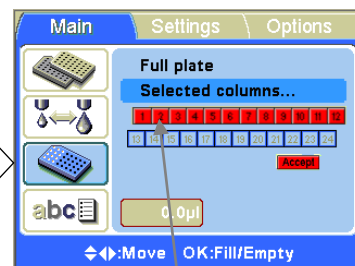 Main Settings Options
Full plate
Selected columns...
1 2 3 4 5 6 7 8 9 10 11 12
13 14 15 16 17 18 19 20 21 22 23 24
Accept
abc
0.0µl
:Move OK:Fill/Empty